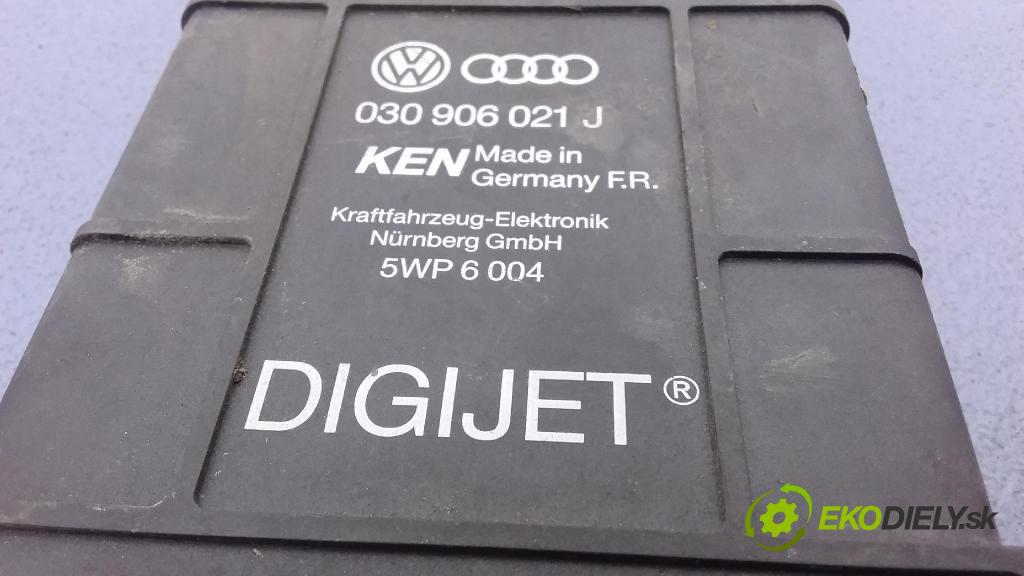 030 906 021 J
KEN Made in
Germany F.R.
Kraftfahrzeug-Elektronik
Nürnberg GmbH
5WP 6 004
DIGIJET®
EKODIELY.sk